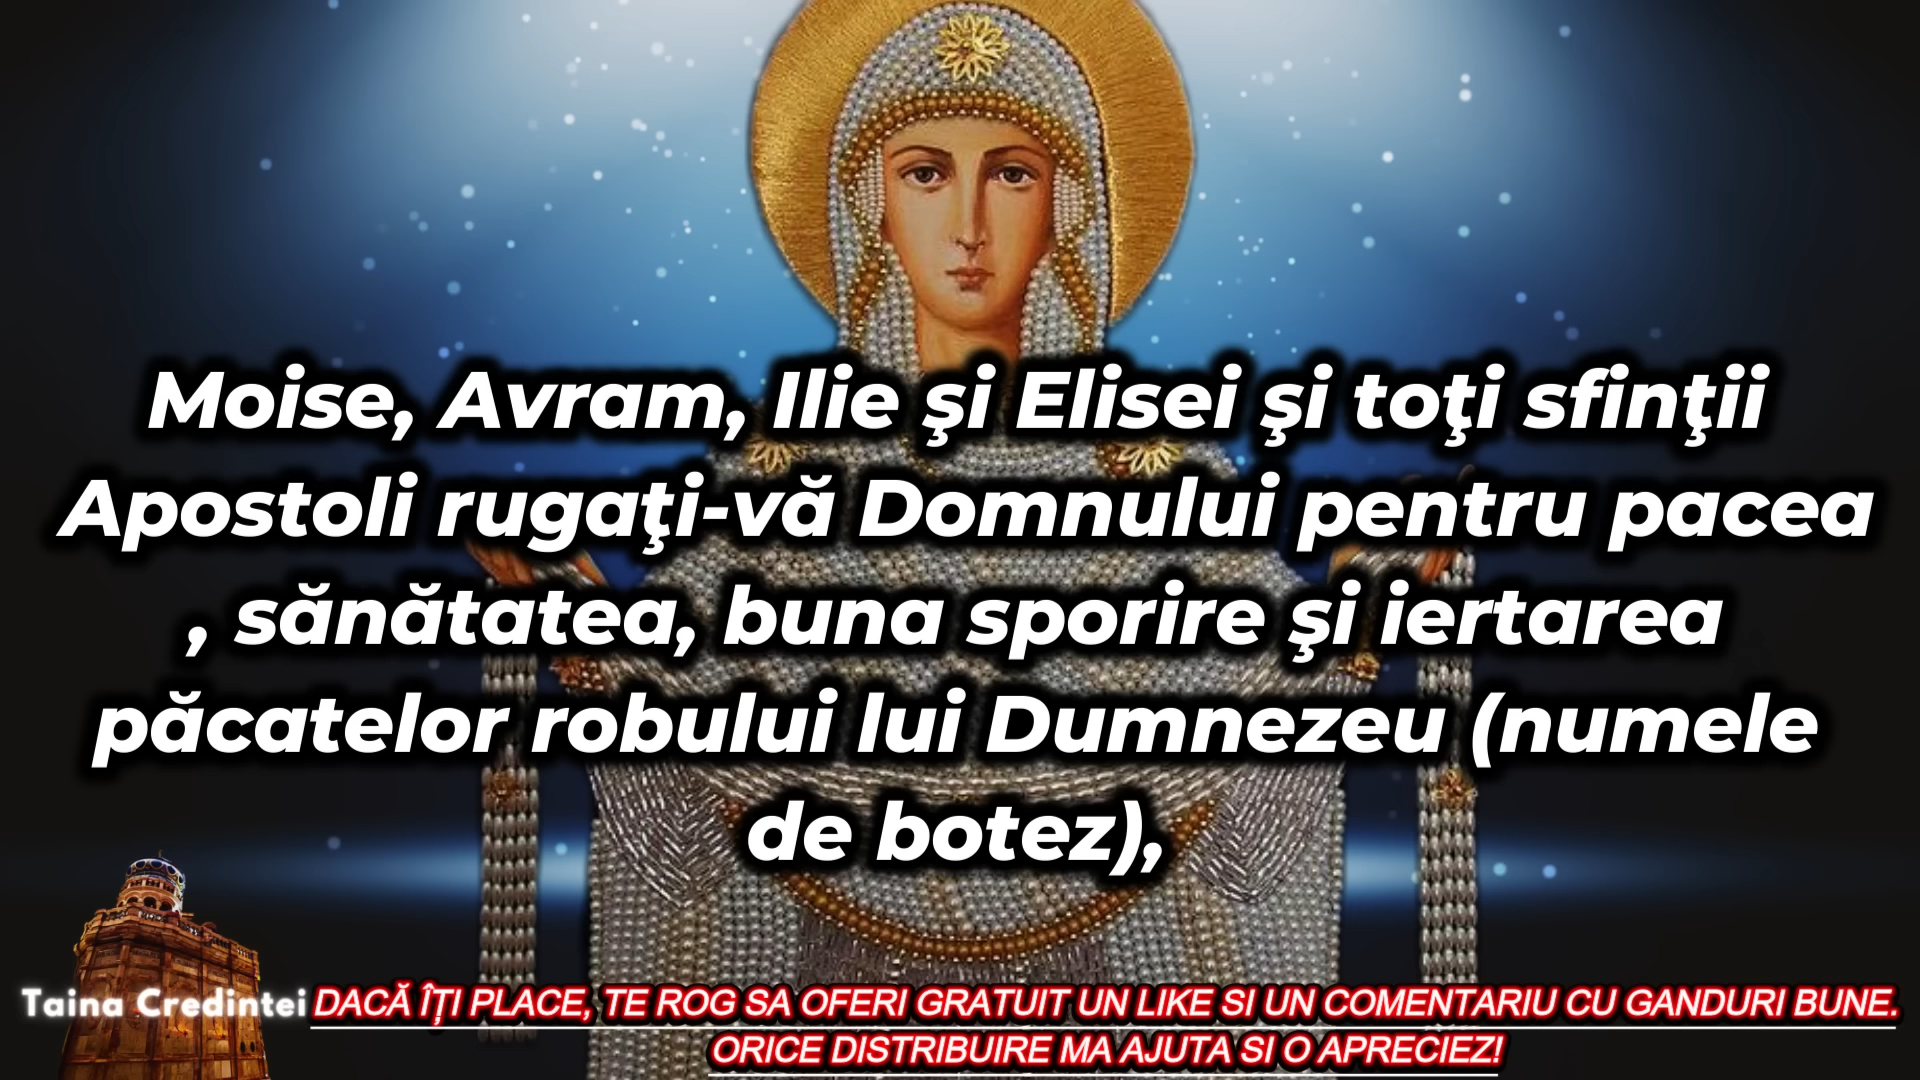 Moise, Avram, Ilie şi Elisei şi toţi sfinţii
Apostoli rugaţi-vă Domnului pentru pacea
, sănătatea, buna sporire şi iertarea
păcatelor robului lui Dumnezeu (numele
de botez),
Taina Credintei
DACĂ ÎȚI PLACE, TE ROG SA OFERI GRATUIT UN LIKE SI UN COMENTARIU CU GANDURI BUNE.
ORICE DISTRIBUIRE MA AJUTA SI O APRECIEZ!